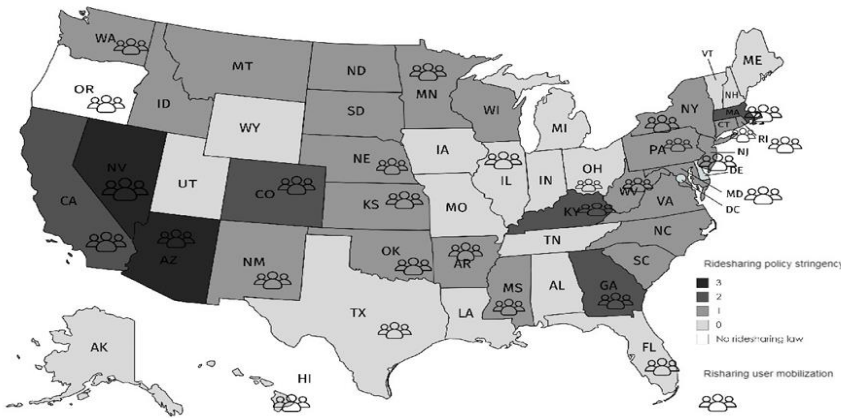 WA
MT
ND
MN
OR
ID
SD
WI
WY
MI
NV
UT
CO
NE
IA
IL
IN
OH
PA
NY
VT
NH
ME
MA
CT
RI
NJ
DE
MD
DC
CA
KS
MO
KY
WV
VA
AZ
NM
OK
AR
TN
NC
SC
TX
LA
MS
AL
GA
FL
AK
HI
Ridesharing policy stringency
3
2
1
0
No ridesharing law
Risharing user mobilization